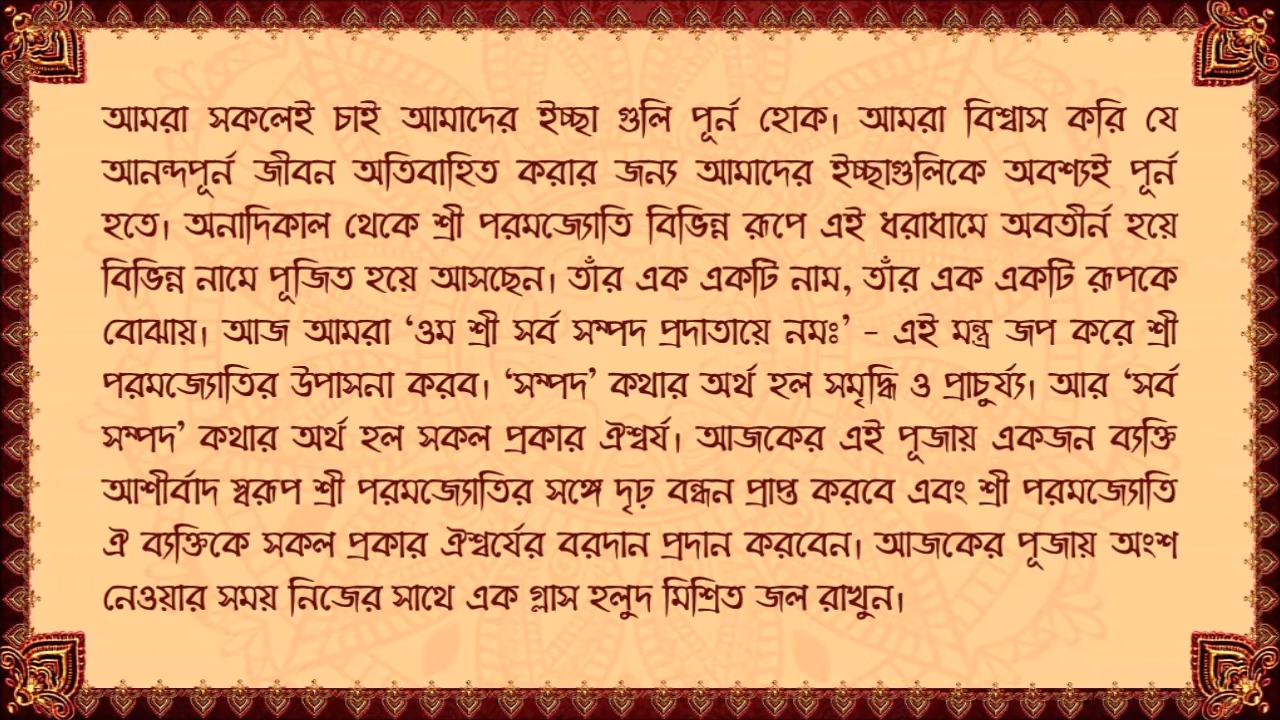 আমরা সকলেই চাই আমাদের ইচ্ছা গুলি পূর্ন হোক। আমরা বিশ্বাস করি যে
আনন্দপূর্ন জীবন অতিবাহিত করার জন্য আমাদের ইচ্ছাগুলিকে অবশ্যই পূর্ন
হতে। অনাদিকাল থেকে শ্রী পরমজ্যোতি বিভিন্ন রূপে এই ধরাধামে অবতীর্ন হয়ে
বিভিন্ন নামে পূজিত হয়ে আসছেন। তাঁর এক একটি নাম, তাঁর এক একটি রূপকে
বোঝায়। আজ আমরা ‘ওম শ্রী সর্ব সম্পদ প্রদাতায়ে নমঃ’ - এই মন্ত্র জপ করে শ্রী
পরমজ্যোতির উপাসনা করব। ‘সম্পদ’ কথার অর্থ হল সমৃদ্ধি ও প্রাচুর্য্য। আর ‘সর্ব
সম্পদ’ কথার অর্থ হল সকল প্রকার ঐশ্বর্য। আজকের এই পূজায় একজন ব্যক্তি
আশীর্বাদ স্বরূপ শ্রী পরমজ্যোতির সঙ্গে দৃঢ় বন্ধন প্রাপ্ত করবে এবং শ্রী পরমজ্যোতি
ঐ ব্যক্তিকে সকল প্রকার ঐশ্বর্যের বরদান প্রদান করবেন। আজকের পূজায় অংশ
নেওয়ার সময় নিজের সাথে এক গ্লাস হলুদ মিশ্রিত জল রাখুন।